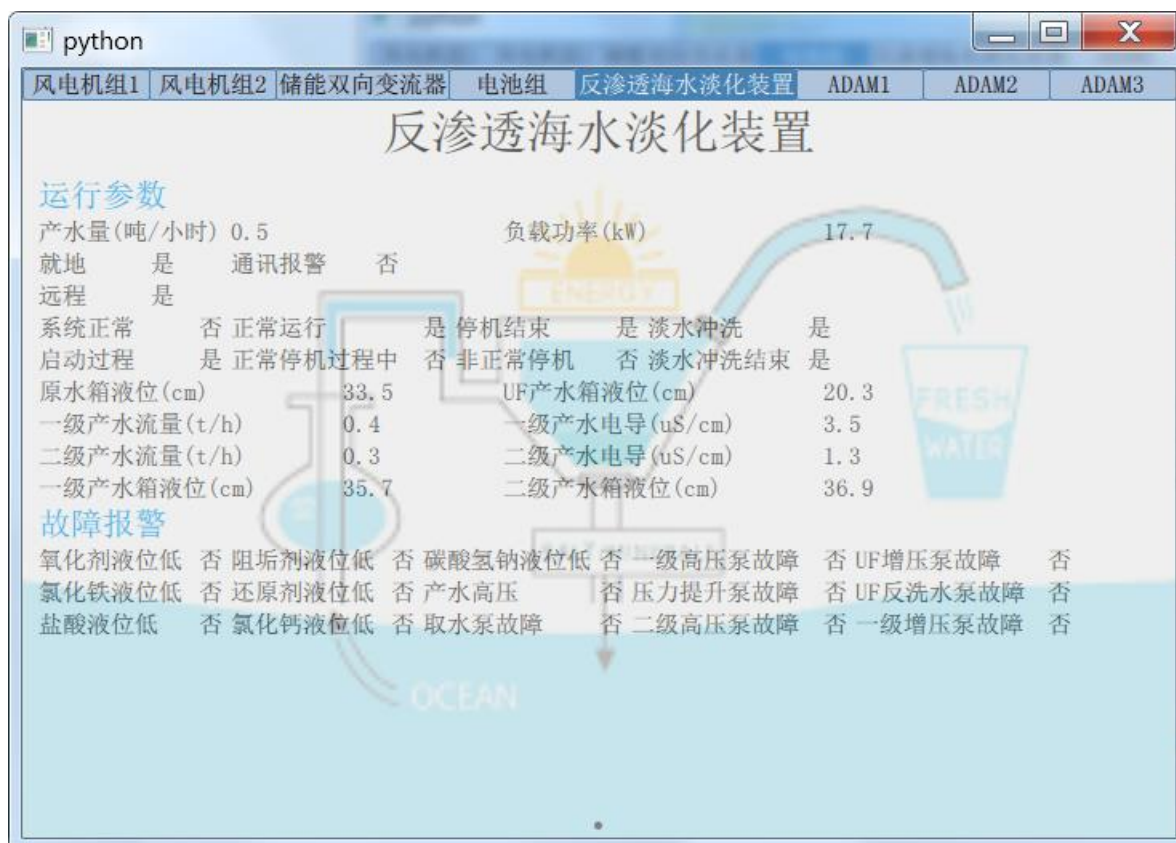 python
风电机组1 风电机组2 储能双向变流器 电池组 反渗透海水淡化装置 ADAM1 ADAM2 ADAM3
反渗透海水淡化装置
运行参数
产水量(吨/小时) 0.5 负载功率(kW) 17.7
就地 是 通讯报警 否
远程 是
ENERGY
系统正常 否 正常运行 是 停机结束 是 淡水冲洗 是
启动过程 是 正常停机过程中 否 非正常停机 否 淡水冲洗结束 是
原水箱液位(cm) 33.5 UF产水箱液位(cm) 20.3
FRESH
一级产水流量(t/h) 0.4 一级产水电导(uS/cm) 3.5
WATER
二级产水流量(t/h) 0.3 二级产水电导(uS/cm) 1.3
一级产水箱液位(cm) 35.7 二级产水箱液位(cm) 36.9
故障报警
氧化剂液位低 否 阻垢剂液位低 否 碳酸氢钠液位低 否 一级高压泵故障 否 UF增压泵故障 否
氯化铁液位低 否 还原剂液位低 否 产水高压 否 压力提升泵故障 否 UF反洗水泵故障 否
盐酸液位低 否 氯化钙液位低 否 取水泵故障 否 二级高压泵故障 否 一级增压泵故障 否
OCEAN